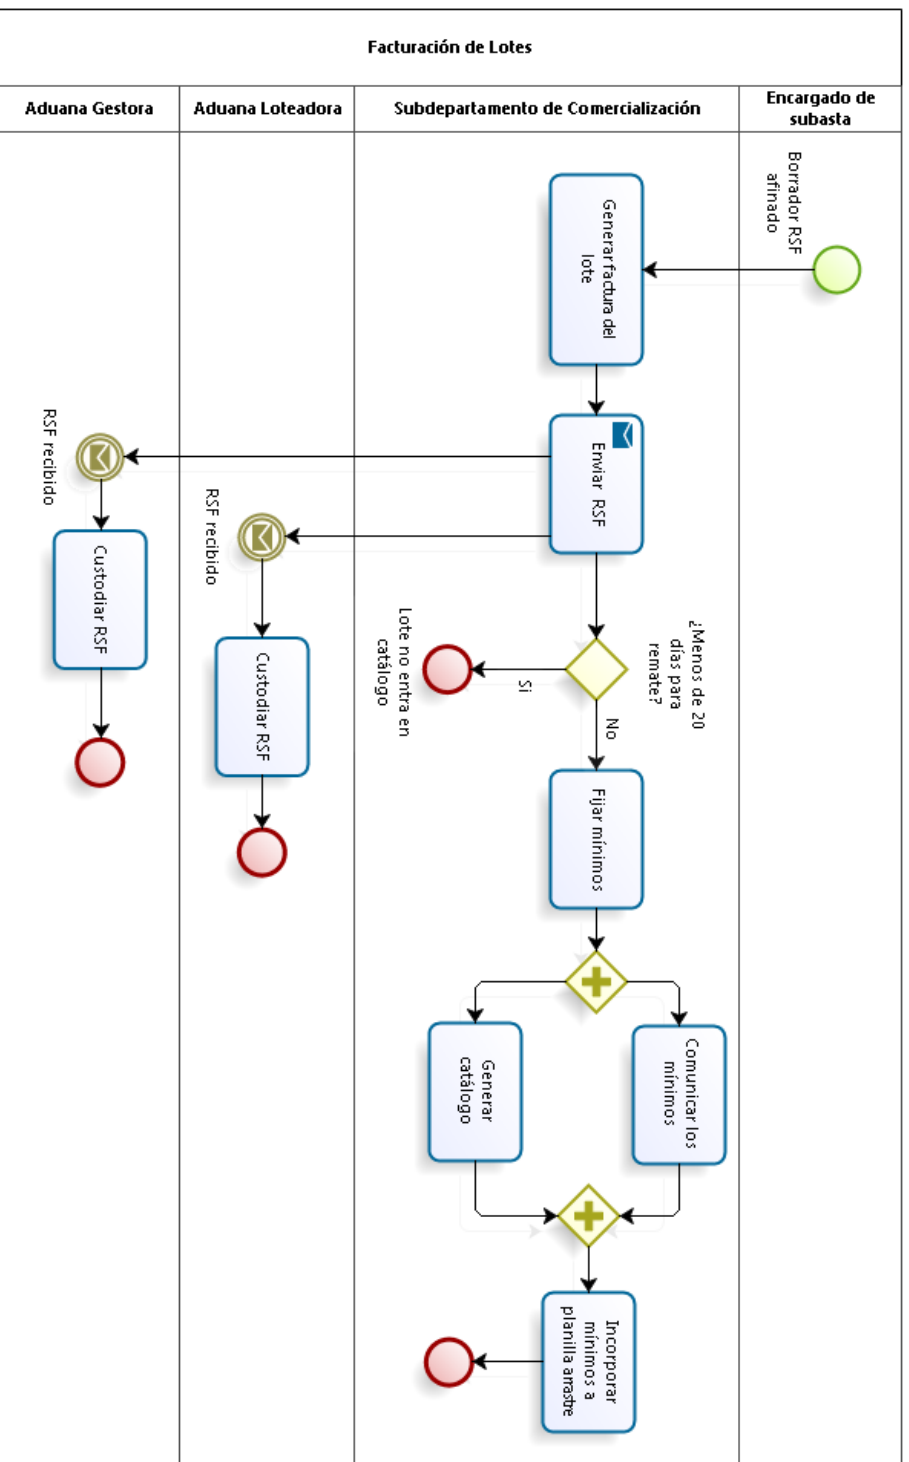 Facturación de Lotes
Aduana Gestora
Aduana Loteadora
Subdepartamento de Comercialización
Encargado de
subasta
Borrador RSF
afinado
Generar factura del
lote
Enviar RSF
RSF recibido
Custodiar RSF
RSF recibido
Custodiar RSF
¿Menos de 20
días para
remate?
Si
No
Lote no entra en
catálogo
Fijar mínimos
Comunicar los
mínimos
Generar
catálogo
Incorporar
mínimos a
planilla arrastre